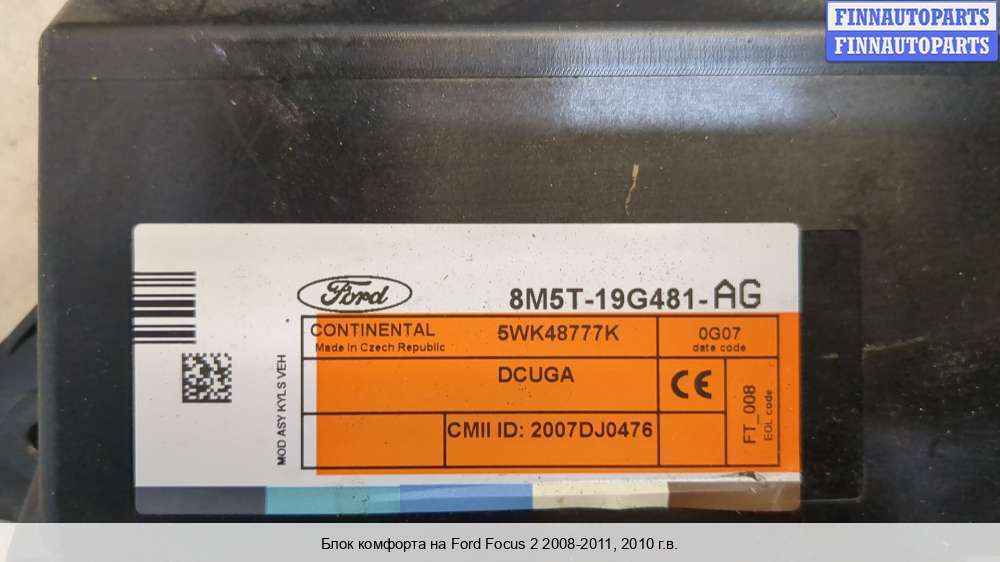 FINNAUTOPARTS
FINNAUTOPARTS
Ford
8M5T-19G481-AG
CONTINENTAL
Made in Czech Republic
5WK48777K
0G07
date code
DCUGA
CE
CMII ID: 2007DJ0476
FT_008
EOL code
MOD ASY KYLS VEH
Блок комфорта на Ford Focus 2 2008-2011, 2010 г.в.